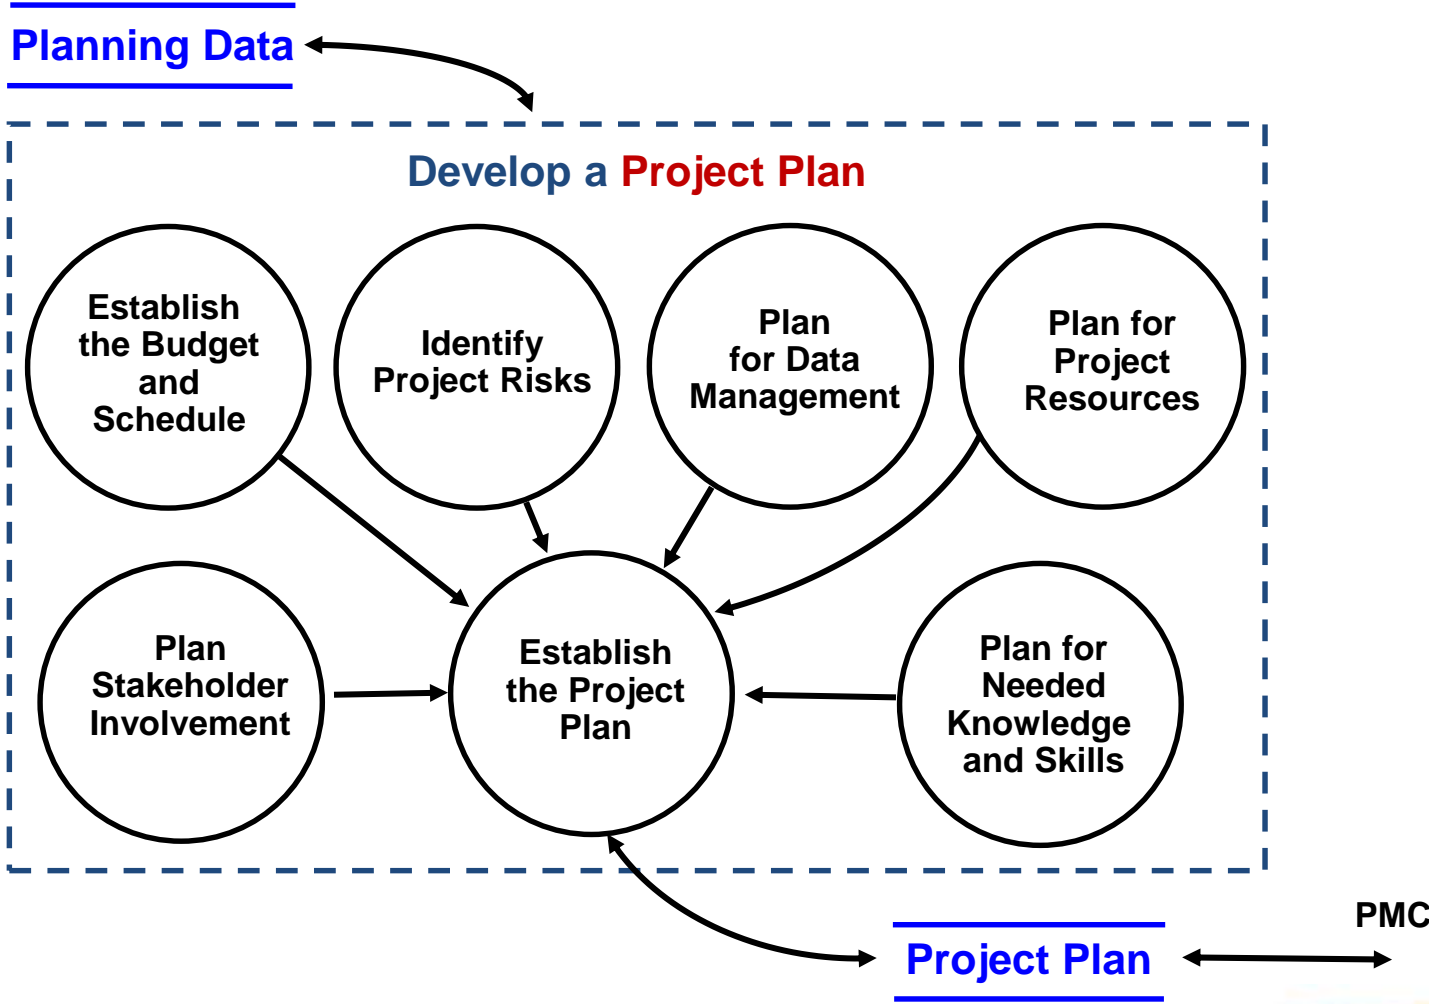 Planning Data
Develop a Project Plan
Establish
the Budget
and
Schedule
Identify
Project Risks
Plan
for Data
Management
Plan for
Project
Resources
Plan
Stakeholder
Involvement
Establish
the Project
Plan
Plan for
Needed
Knowledge
and Skills
PMC
Project Plan